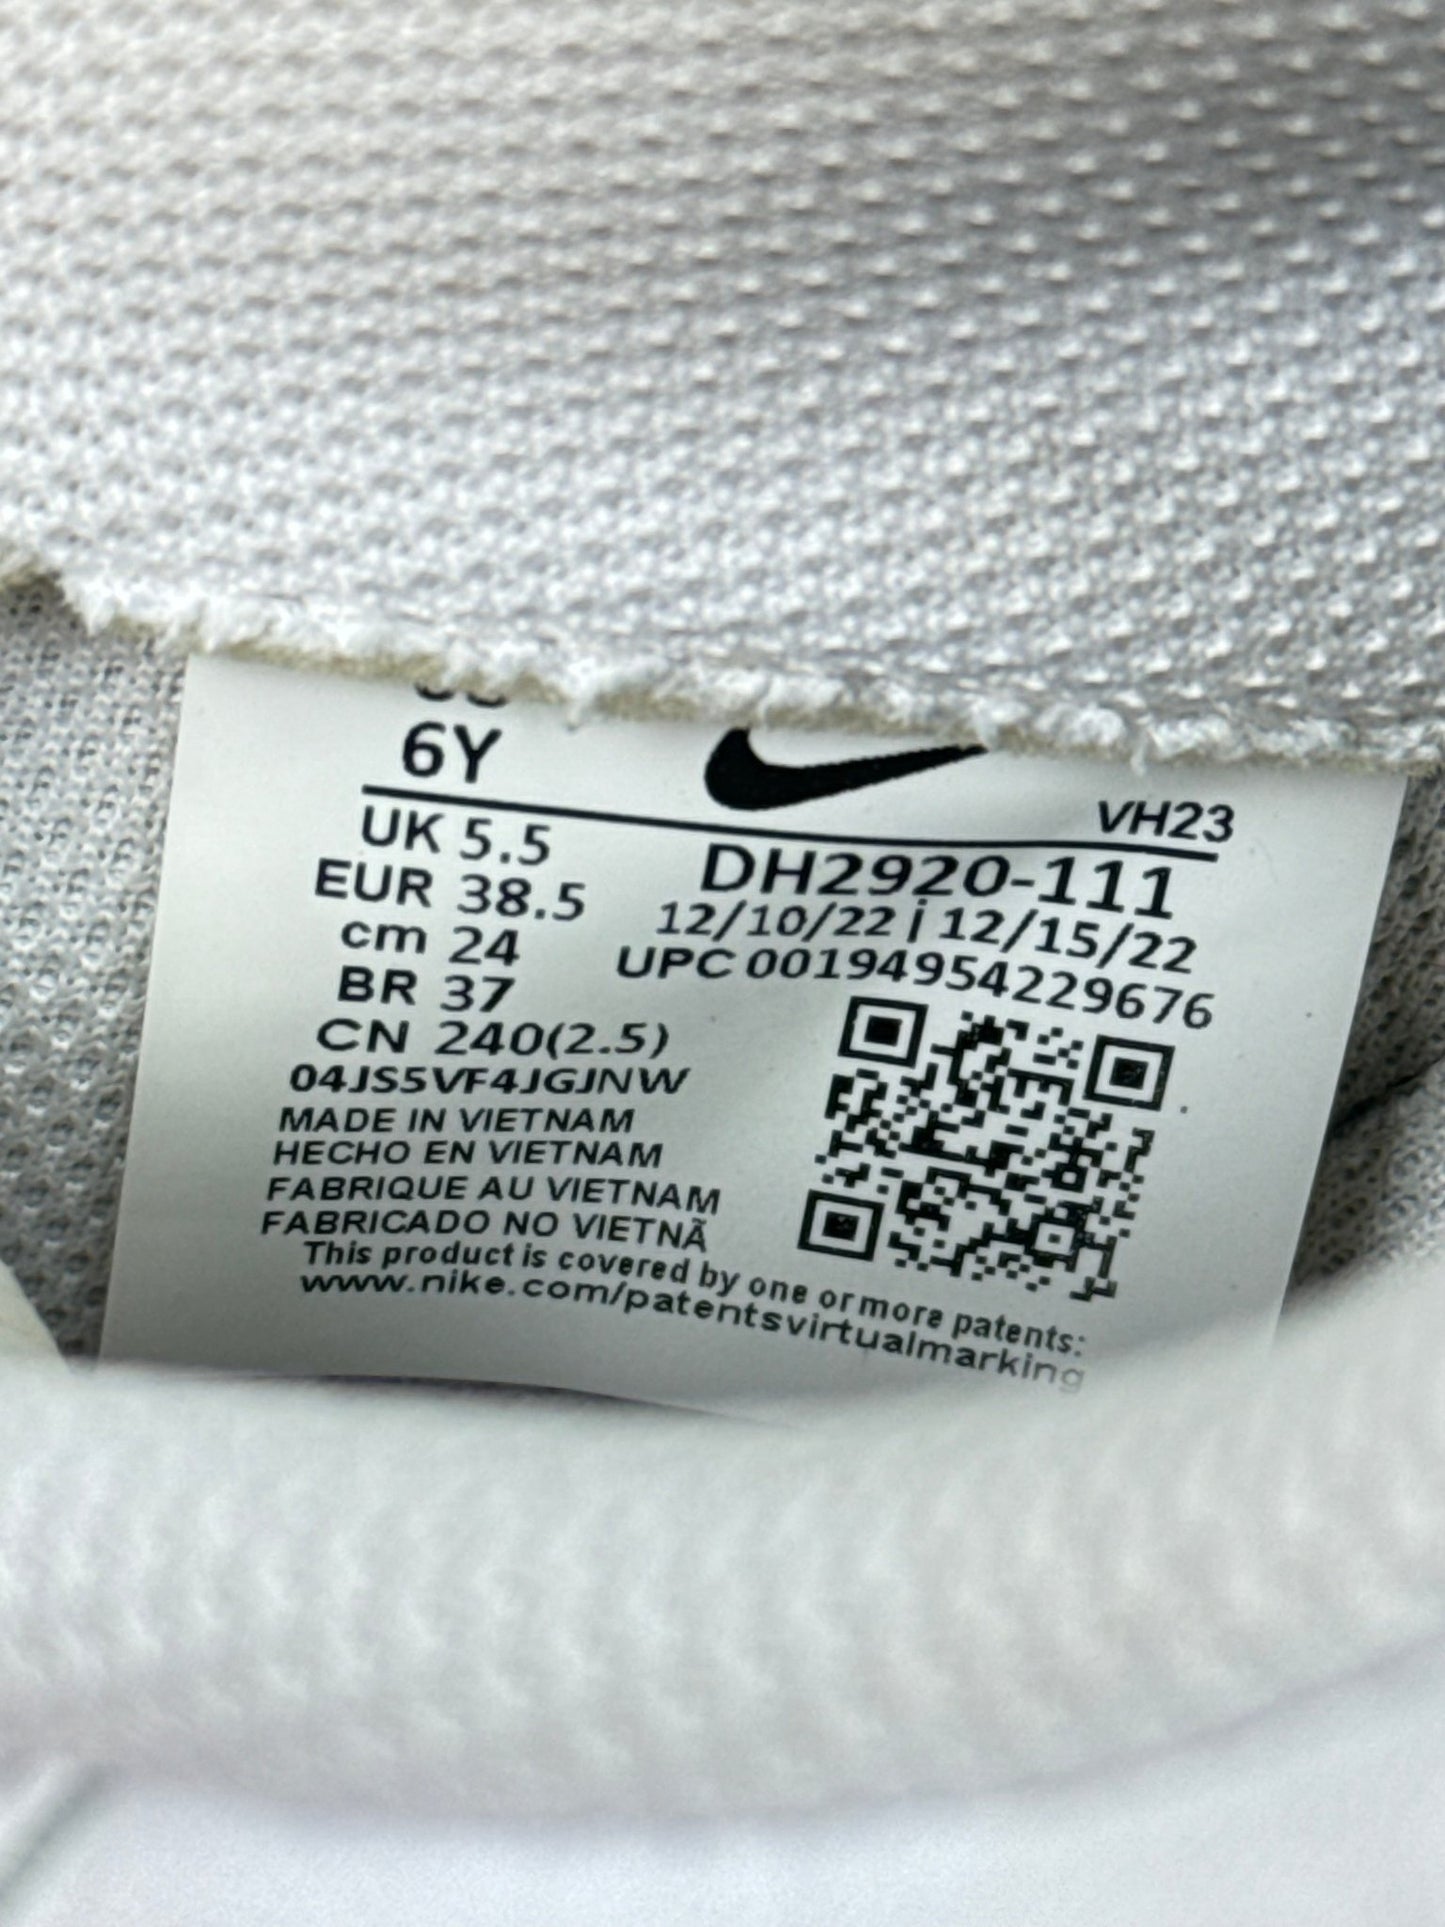 6Y
VH23
UK 5.5
EUR 38.5
cm 24
BR 37
CN 240(2.5)
DH2920-111
12/10/22 | 12/15/22
UPC 00194954229676
04JS5VF4JGJNW
MADE IN VIETNAM
HECHO EN VIETNAM
FABRIQUE AU VIETNAM
FABRICADO NO VIETNÃ
This product is covered by one or more patents:
www.nike.com/patentsvirtualmarking